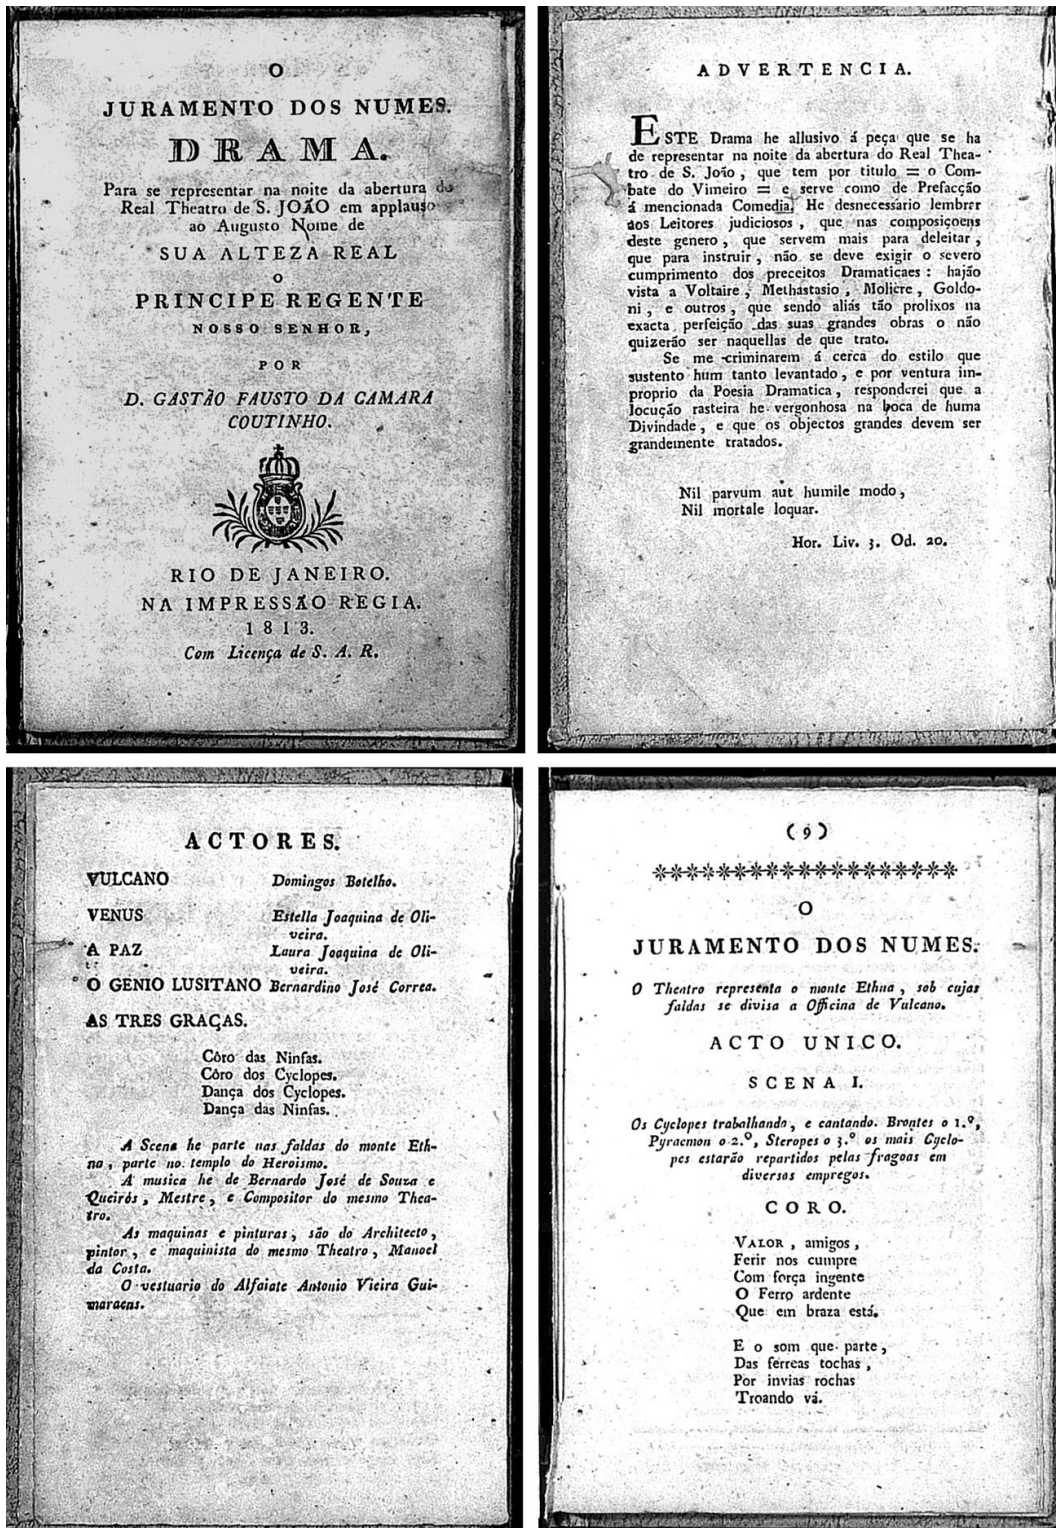 O
JURAMENTO DOS NUMES.
DRAMA.
Para se representar na noite da abertura do
Real Theatro de S. JOÃO em applauso
ao Augusto Nome de
SUA ALTEZA REAL
O
PRINCIPE REGENTE
NOSSO SENHOR,
POR
D. GASTÃO FAUSTO DA CAMARA
COUTINHO.
RIO DE JANEIRO.
NA IMPRESSÃO REGIA.
1813.
Com Licença de S. A. R.
ADVERTENCIA.
ESTE Drama he allusivo á peça que se ha
de representar na noite da abertura do Real Thea-
tro de S. João, que tem por titulo = o Com-
bate do Vimeiro = e serve como de Prefacção
á mencionada Comedia. He desnecessario lembrar
aos Leitores judiciosos, que nas composiçoens
deste genero, que servem mais para deleitar,
que para instruir, não se deve exigir o severo
cumprimento dos preceitos Dramaticaes: hajão
vista a Voltaire, Methastasio, Moliere, Goldo-
ni, e outros, que sendo aliás tão prolixos na
exacta perfeição das suas grandes obras o não
quizerão ser naquellas de que trato.
Se me criminarem á cerca do estilo que
sustento hum tanto levantado, e por ventura im-
proprio da Poesia Dramatica, responderei que a
locução rasteira he vergonhosa na boca de huma
Divindade, e que os objectos grandes devem ser
grandemente tratados.
Nil parvum aut humile modo,
Nil mortale loquar.
Hor. Liv. 3. Od. 20.
ACTORES.
VULCANO Domingos Botelho.
VENUS Estella Joaquina de Oli-
veira.
A PAZ Laura Joaquina de Oli-
veira.
O GENIO LUSITANO Bernardino José Correa.
AS TRES GRAÇAS.
Côro das Ninfas.
Côro dos Cyclopes.
Dança dos Cyclopes.
Dança das Ninfas.
A Scena he parte nas faldas do monte Eth-
na, parte no templo do Heroismo.
A musica he de Bernardo José de Souza e
Queirós, Mestre, e Compositor do mesmo Thea-
tro.
As maquinas e pinturas, são do Architecto,
pintor, e maquinista do mesmo Theatro, Manoel
da Costa.
O vestuario do Alfaiate Antonio Vieira Gui-
maraens.
(9)
O
JURAMENTO DOS NUMES.
O Theatro representa o monte Ethna, sob cujas
faldas se divisa a Officina de Vulcano.
ACTO UNICO.
SCENA I.
Os Cyclopes trabalhando, e cantando. Brontes o 1.º,
Pyracmon o 2.º, Steropes o 3.º os mais Cyclo-
pes estarão repartidos pelas fragoas em
diversos empregos.
CORO.
VALOR, amigos,
Ferir nos cumpre
Com força ingente
O Ferro ardente
Que em braza está.
E o som que parte,
Das ferreas tochas,
Por invias rochas
Troando vá.